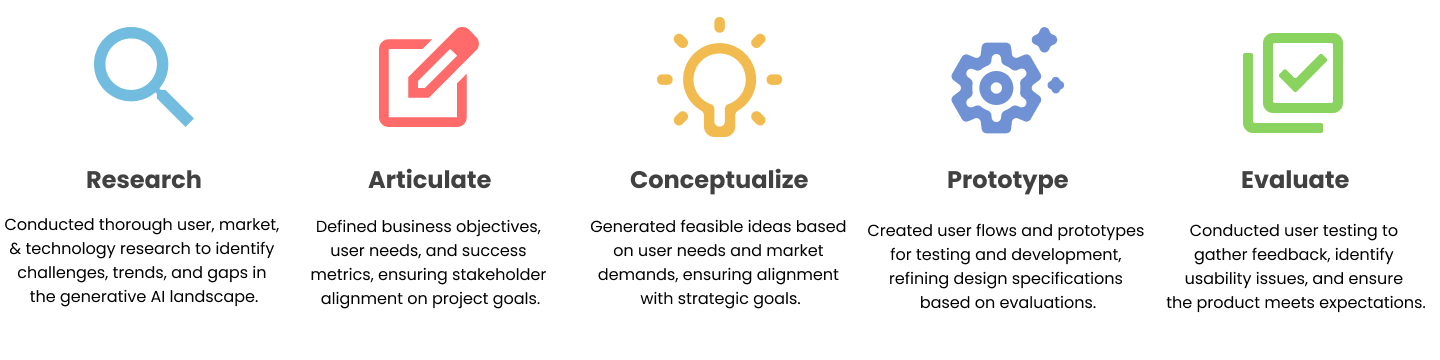 Research
Conducted thorough user, market,
& technology research to identify
challenges, trends, and gaps in
the generative AI landscape.
Articulate
Defined business objectives,
user needs, and success
metrics, ensuring stakeholder
alignment on project goals.
Conceptualize
Generated feasible ideas based
on user needs and market
demands, ensuring alignment
with strategic goals.
Prototype
Created user flows and prototypes
for testing and development,
refining design specifications
based on evaluations.
Evaluate
Conducted user testing to
gather feedback, identify
usability issues, and ensure
the product meets expectations.